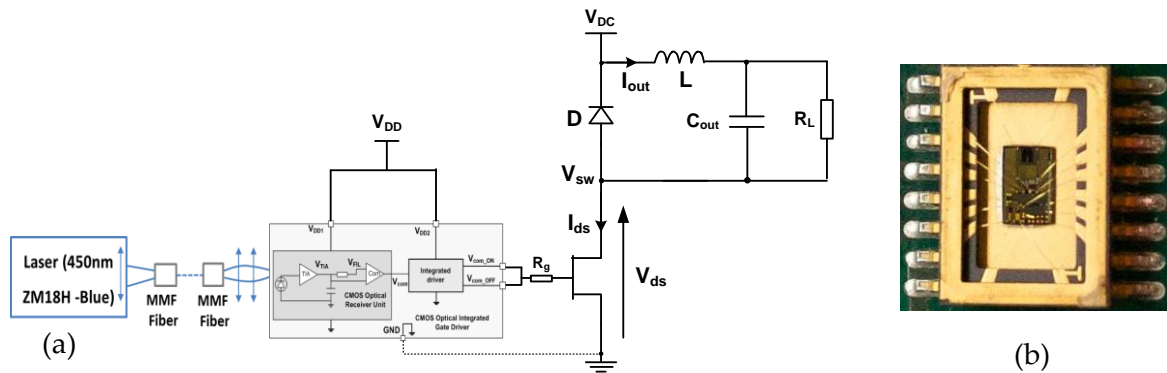 V_DC
I_out
L
D
C_out
R_L
V_DD
V_sw
I_ds
V_DD1
V_DD2
Laser (450nm
ZM18H -Blue)
MMF
Fiber
MMF
Fiber
TIA
V_TIA
V_FIL
Com
V_com
Integrated
driver
V_com_ON
V_com_OFF
R_g
V_ds
CMOS Optical
Receiver Unit
GND
CMOS Optical Integrated
Gate Driver
(a)
(b)